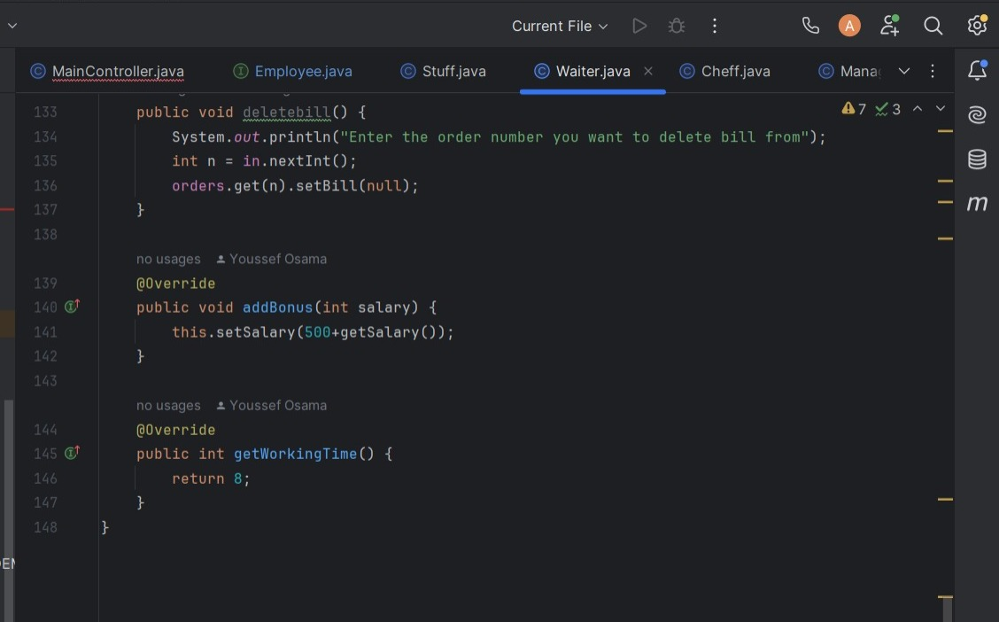 Current File
A
MainController.java Employee.java Stuff.java Waiter.java Cheff.java Mana
7 3
133 public void deletebill() {
134 System.out.println("Enter the order number you want to delete bill from");
135 int n = in.nextInt();
136 orders.get(n).setBill(null);
137 }
138
no usages Youssef Osama
139 @Override
140 public void addBonus(int salary) {
141 this.setSalary(500+getSalary());
142 }
143
no usages Youssef Osama
144 @Override
145 public int getWorkingTime() {
146 return 8;
147 }
148 }
m